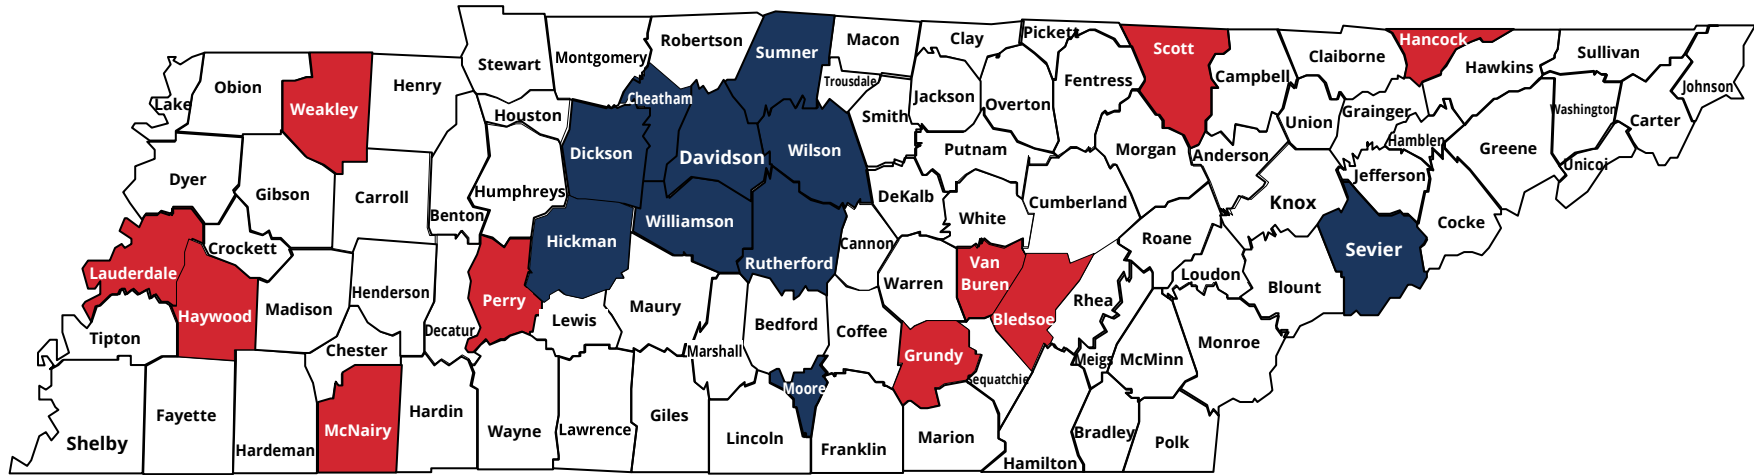 Pickett
Clay
Macon
Robertson
Sumner
Scott
Hancock
Sullivan
Claiborne
Montgomery
Stewart
Hawkins
Campbell
Fentress
Trousdale
Henry
Obion
Johnson
Jackson
Cheatham
Overton
Lake
Weakley
Washington
Grainger
Houston
Smith
Union
Carter
Hamblen
Greene
Putnam
Morgan
Wilson
Dickson
Davidson
Anderson
Unicoi
Jefferson
Dyer
Humphreys
Gibson
Carroll
DeKalb
Cumberland
Knox
Benton
White
Williamson
Cocke
Roane
Hickman
Cannon
Crockett
Sevier
Van
Buren
Rutherford
Lauderdale
Loudon
Warren
Blount
Henderson
Perry
Rhea
Maury
Madison
Haywood
Lewis
Bledsoe
Bedford
Decatur
Coffee
Tipton
Monroe
Chester
Marshall
Grundy
Meigs
McMinn
Sequatchie
Moore
Hardin
Fayette
Giles
McNairy
Lawrence
Wayne
Bradley
Lincoln
Marion
Shelby
Polk
Franklin
Hardeman
Hamilton